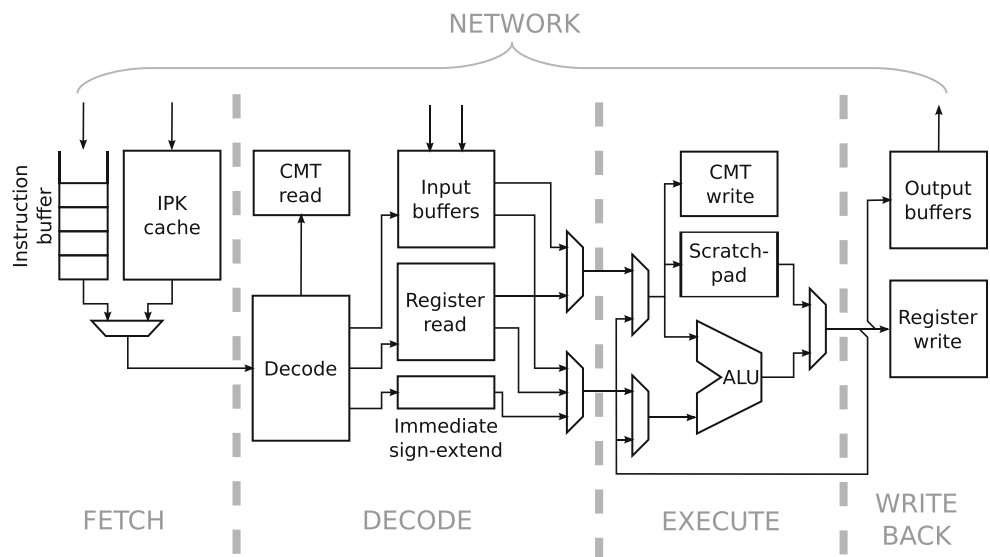 NETWORK
Instruction
buffer
IPK
cache
CMT
read
Input
buffers
Register
read
Decode
Immediate
sign-extend
CMT
write
Scratch-
pad
ALU
Output
buffers
Register
write
FETCH
DECODE
EXECUTE
WRITE
BACK